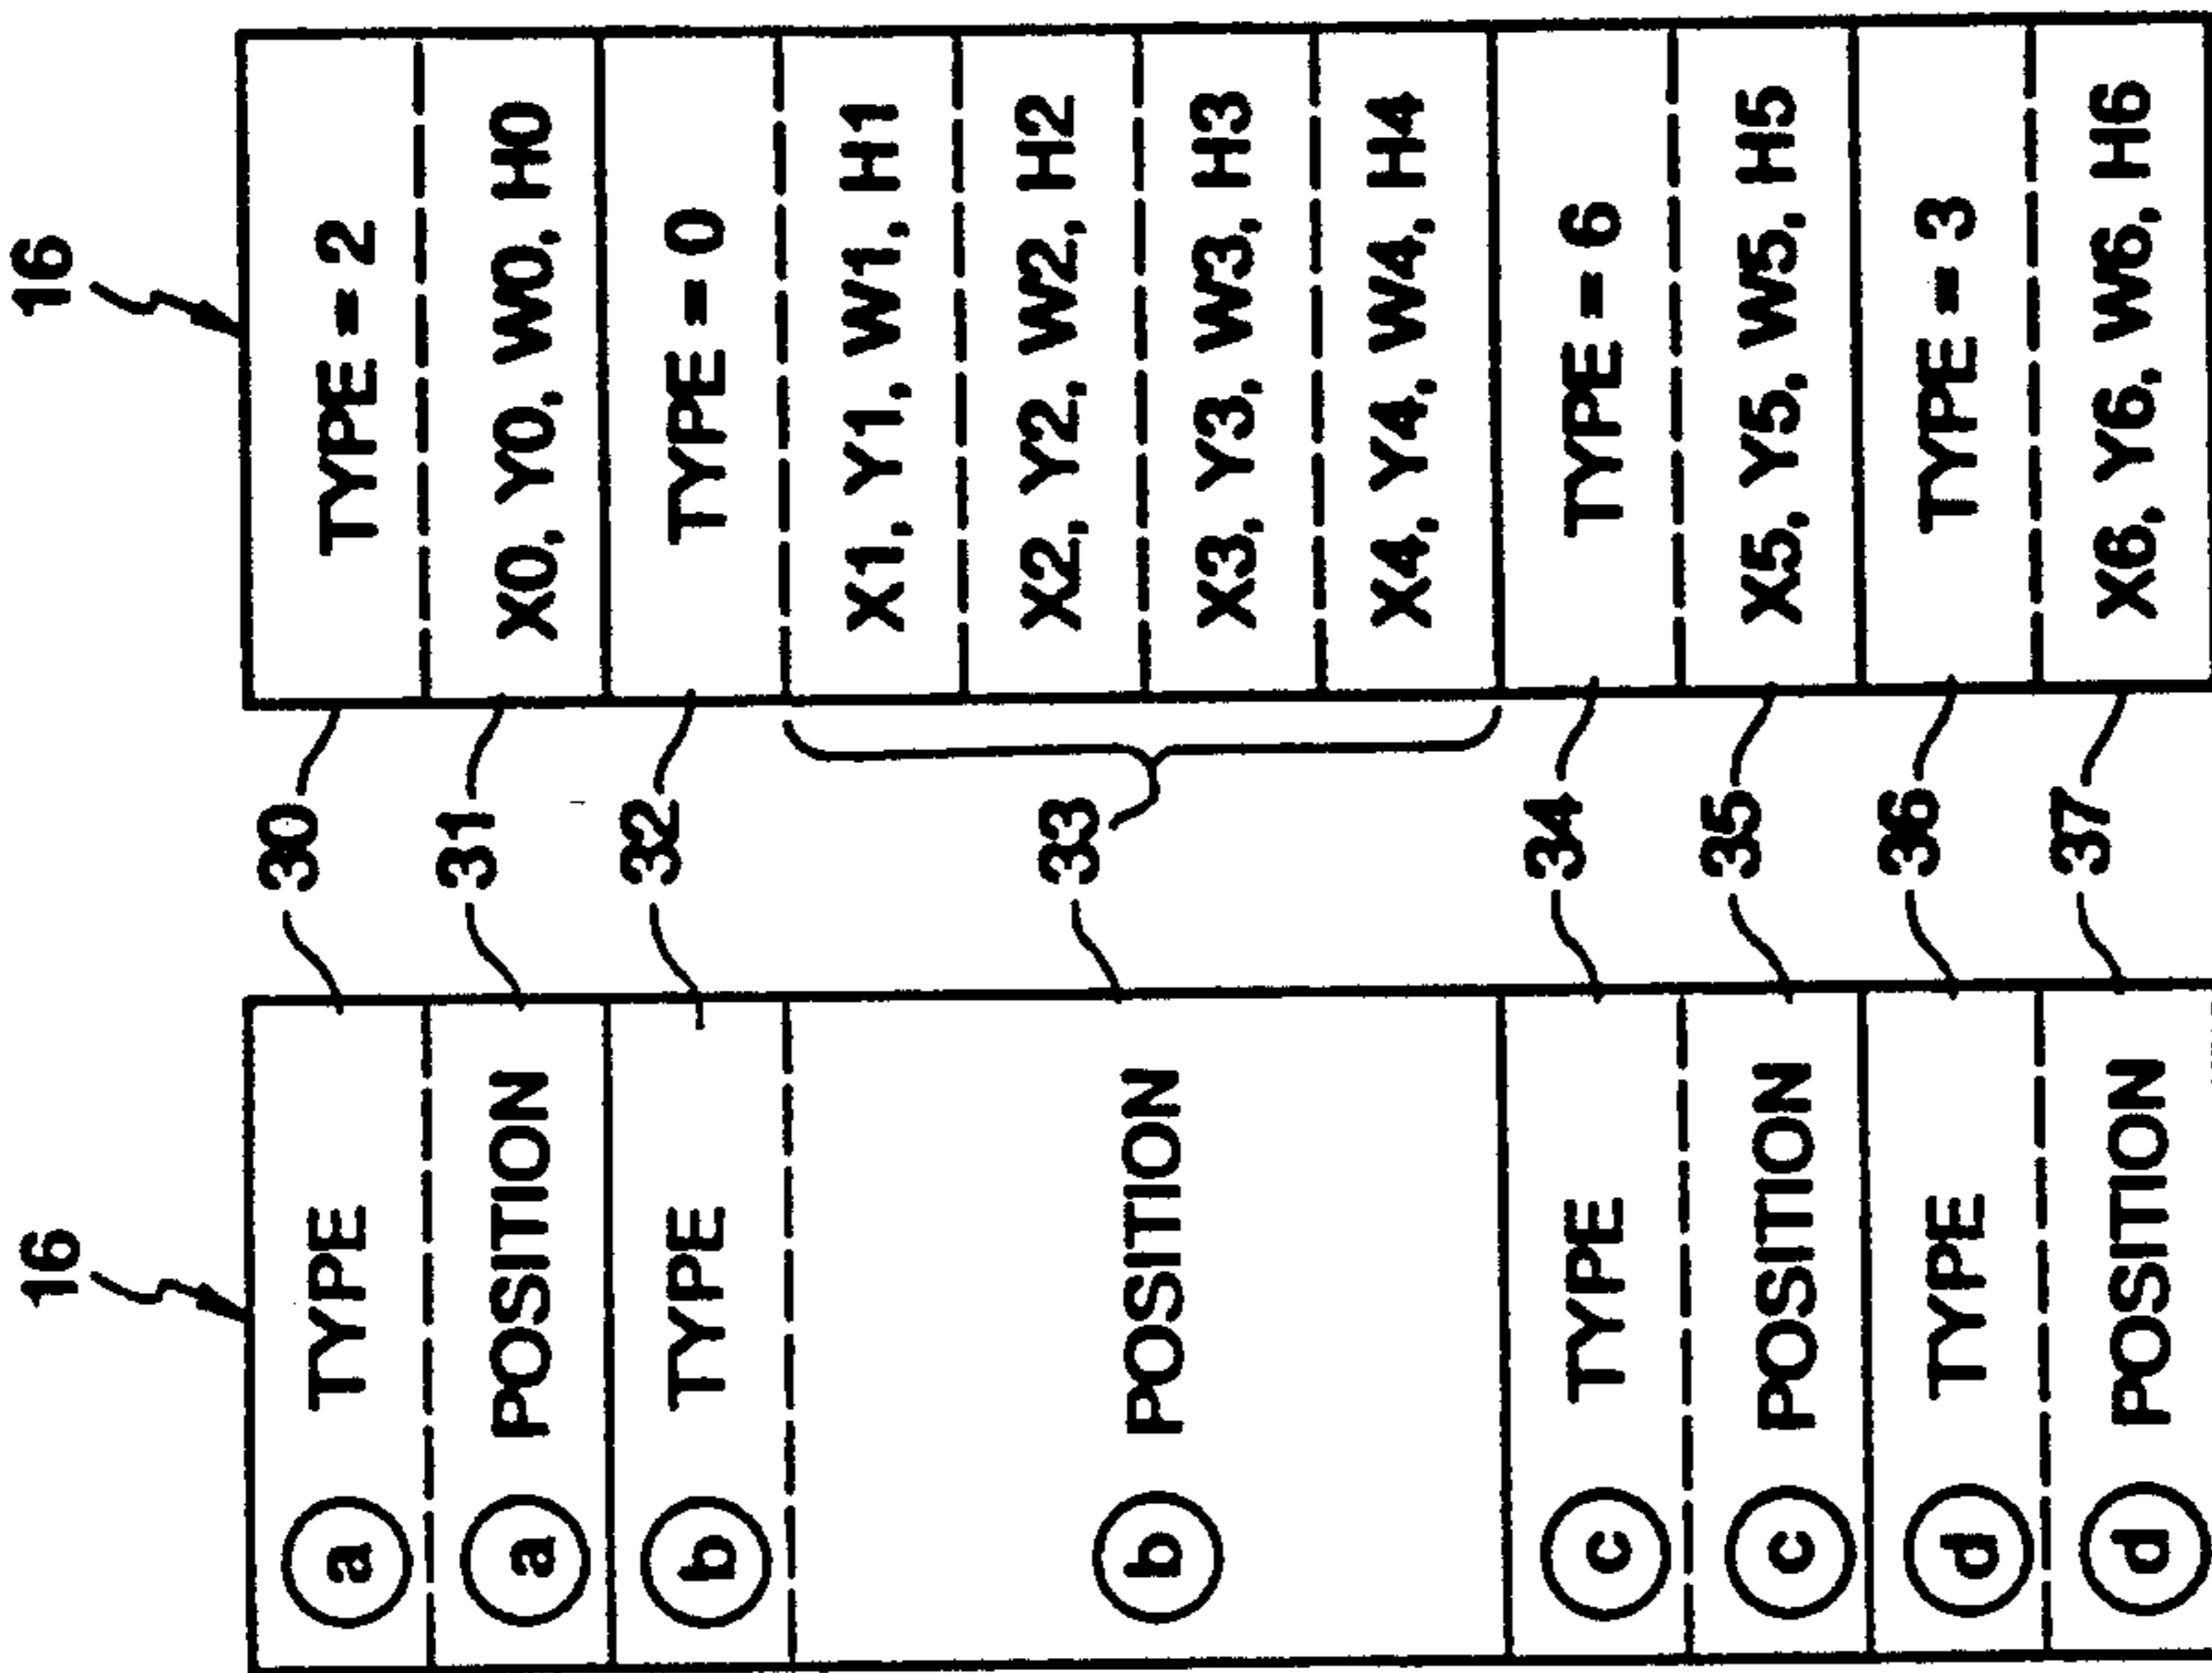 16 16
a TYPE 30 TYPE = 2
a POSITION 31 X0, Y0, W0, H0
b TYPE 32 TYPE = 0
X1, Y1, W1, H1
X2, Y2, W2, H2
b POSITION 33
X3, Y3, W3, H3
X4, Y4, W4, H4
c TYPE 34 TYPE = 6
c POSITION 35 X5, Y5, W5, H5
d TYPE 36 TYPE = 3
d POSITION 37 X6, Y6, W6, H6